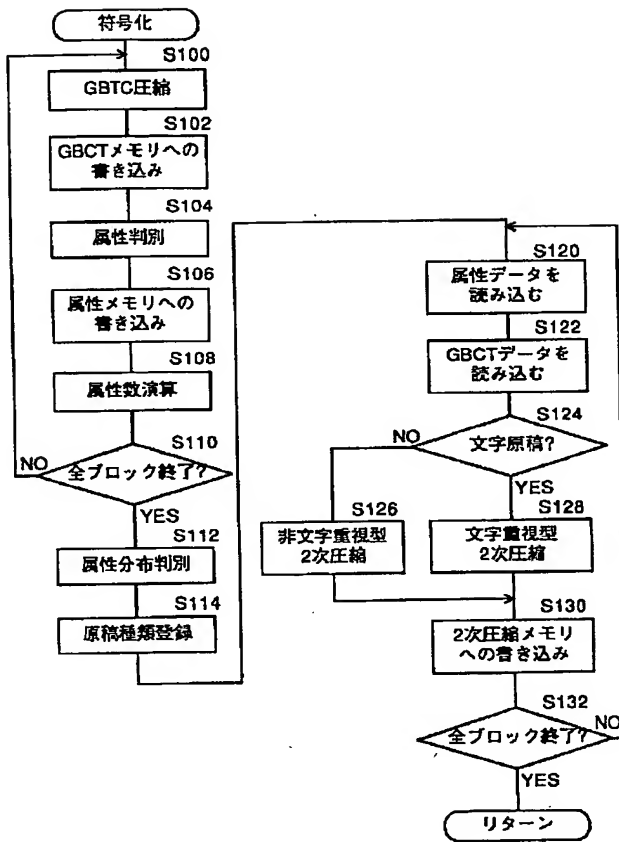 符号化
S100
GBTC圧縮
S102
GBCTメモリへの
書き込み
S104
属性判別
S106
属性メモリへの
書き込み
S108
属性数演算
S110
NO
全ブロック終了?
YES
S112
属性分布判別
S114
原稿種類登録
S120
属性データを
読み込む
S122
GBCTデータを
読み込む
S124
NO
文字原稿?
YES
S126
非文字重視型
2次圧縮
S128
文字重視型
2次圧縮
S130
2次圧縮メモリ
への書き込み
S132
NO
全ブロック終了?
YES
リターン